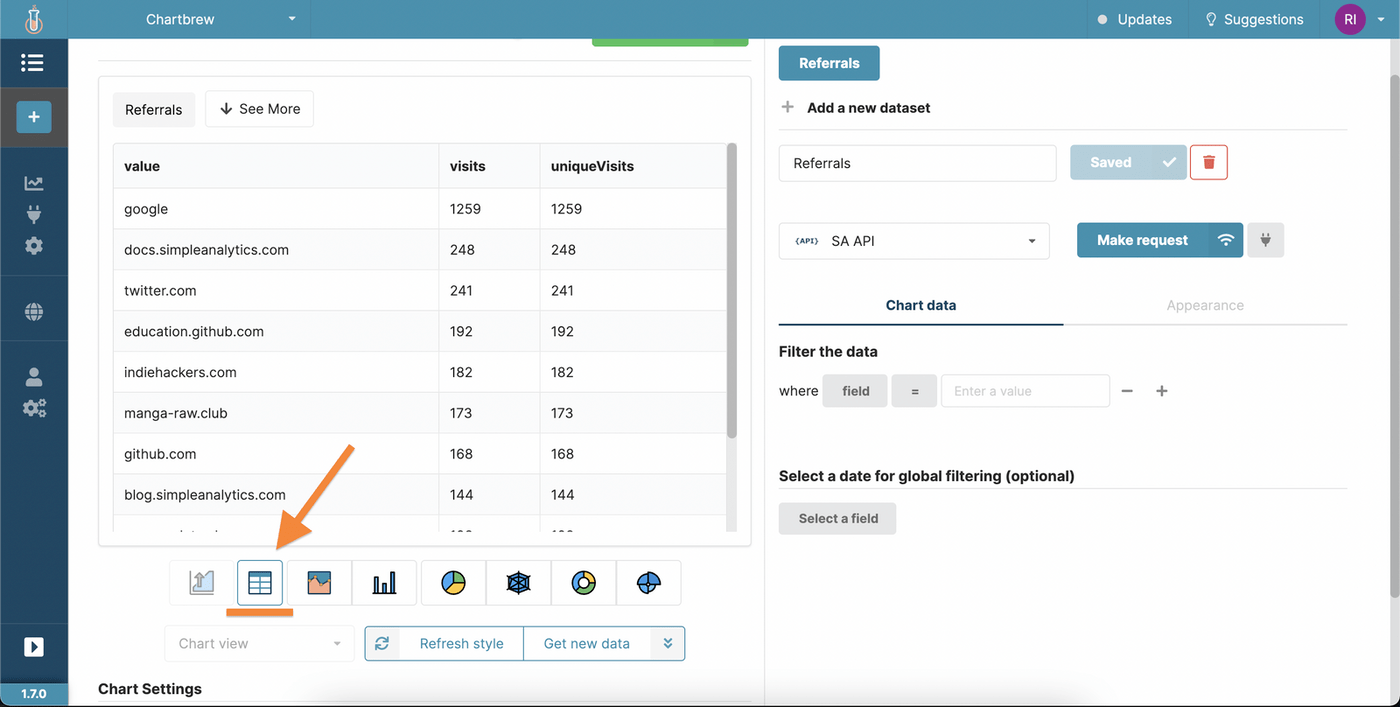 Chartbrew
Updates
Suggestions
RI
Referrals
See More
value visits uniqueVisits
google 1259 1259
docs.simpleanalytics.com 248 248
twitter.com 241 241
education.github.com 192 192
indiehackers.com 182 182
manga-raw.club 173 173
github.com 168 168
blog.simpleanalytics.com 144 144
Chart view
Refresh style
Get new data
Chart Settings
1.7.0
Referrals
Add a new dataset
Referrals
Saved
{API} SA API
Make request
Chart data
Appearance
Filter the data
where field = Enter a value
Select a date for global filtering (optional)
Select a field